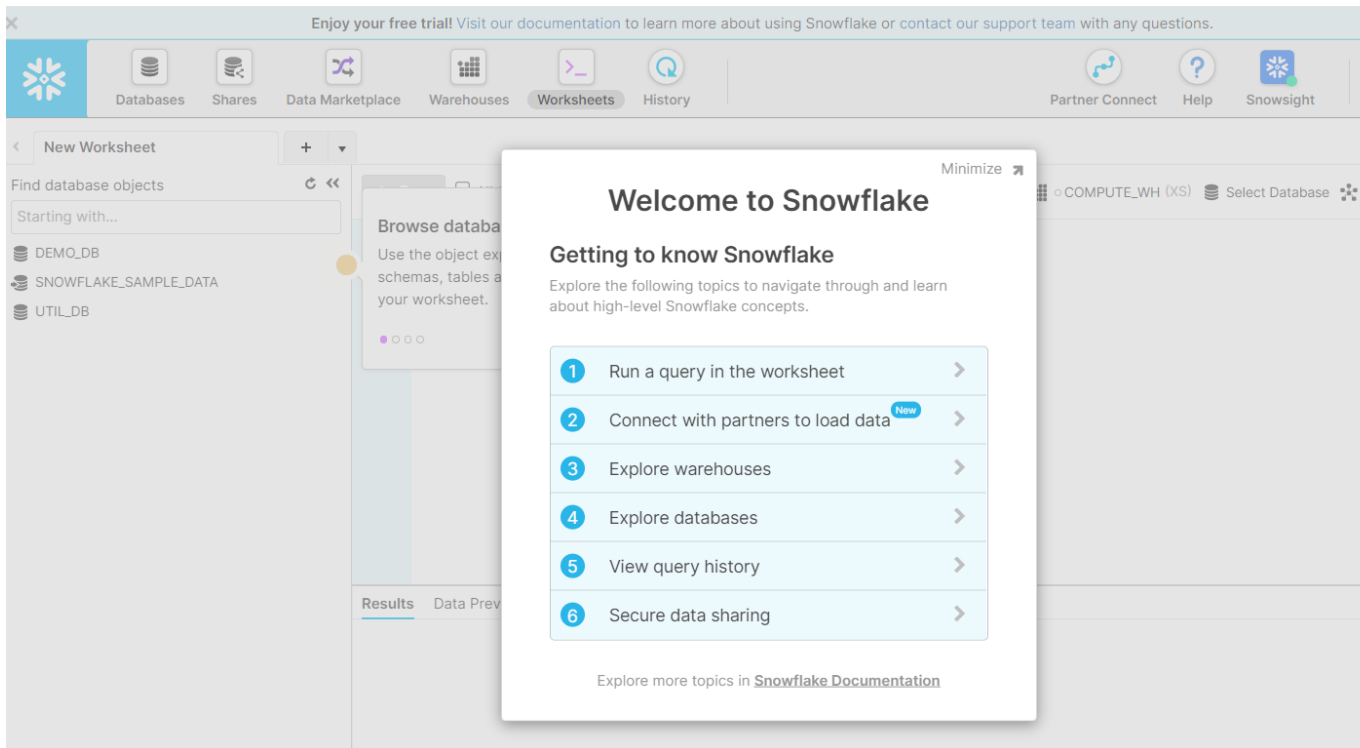 Enjoy your free trial! Visit our documentation to learn more about using Snowflake or contact our support team with any questions.
Databases
Shares
Data Marketplace
Warehouses
Worksheets
History
Partner Connect
Help
Snowsight
New Worksheet
Find database objects
Starting with...
DEMO_DB
SNOWFLAKE_SAMPLE_DATA
UTIL_DB
Browse databa
Use the object exp
schemas, tables a
your worksheet.
COMPUTE_WH (XS)
Select Database
Minimize
Welcome to Snowflake
Getting to know Snowflake
Explore the following topics to navigate through and learn
about high-level Snowflake concepts.
1 Run a query in the worksheet
2 Connect with partners to load data New
3 Explore warehouses
4 Explore databases
5 View query history
6 Secure data sharing
Explore more topics in Snowflake Documentation
Results Data Prev